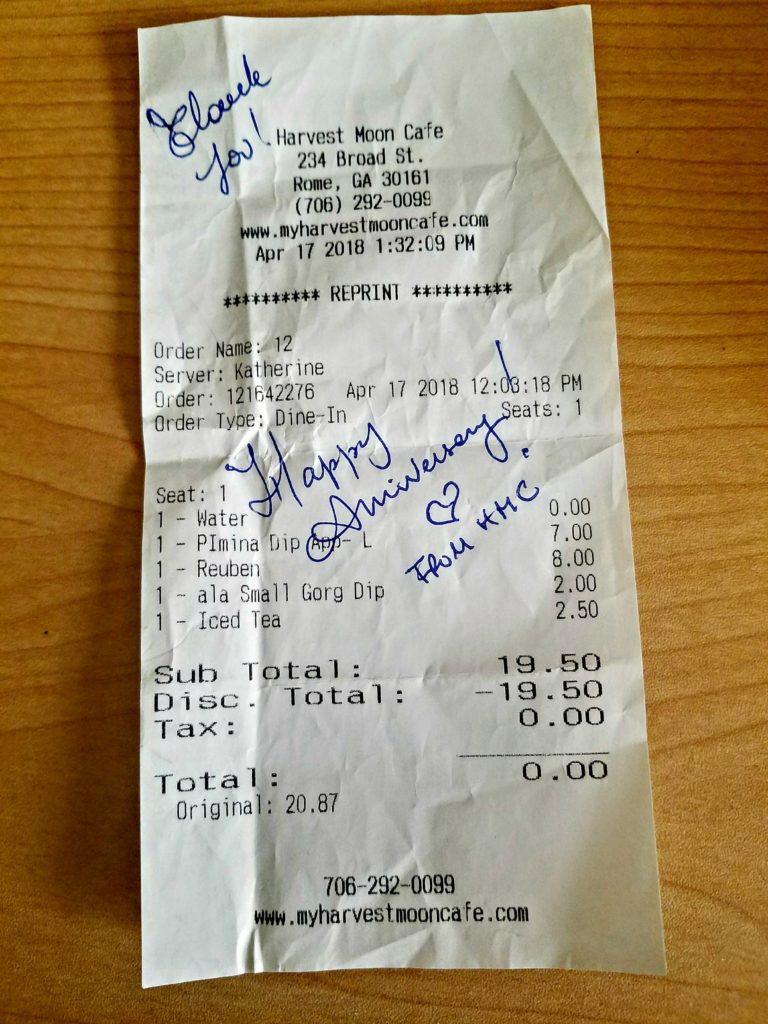 Thank
you!
Harvest Moon Cafe
234 Broad St.
Rome, GA 30161
(706) 292-0099
www.myharvestmooncafe.com
Apr 17 2018 1:32:09 PM
********** REPRINT **********
Order Name: 12
Server: Katherine
Order: 121642276 Apr 17 2018 12:03:18 PM
Order Type: Dine-In Seats: 1
Happy
Anniversary!
♡
FROM HMC!
Seat: 1
1 - Water 0.00
1 - PImina Dip App- L 7.00
1 - Reuben 8.00
1 - ala Small Gorg Dip 2.00
1 - Iced Tea 2.50
Sub Total: 19.50
Disc. Total: -19.50
Tax: 0.00
Total: 0.00
Original: 20.87
706-292-0099
www.myharvestmooncafe.com